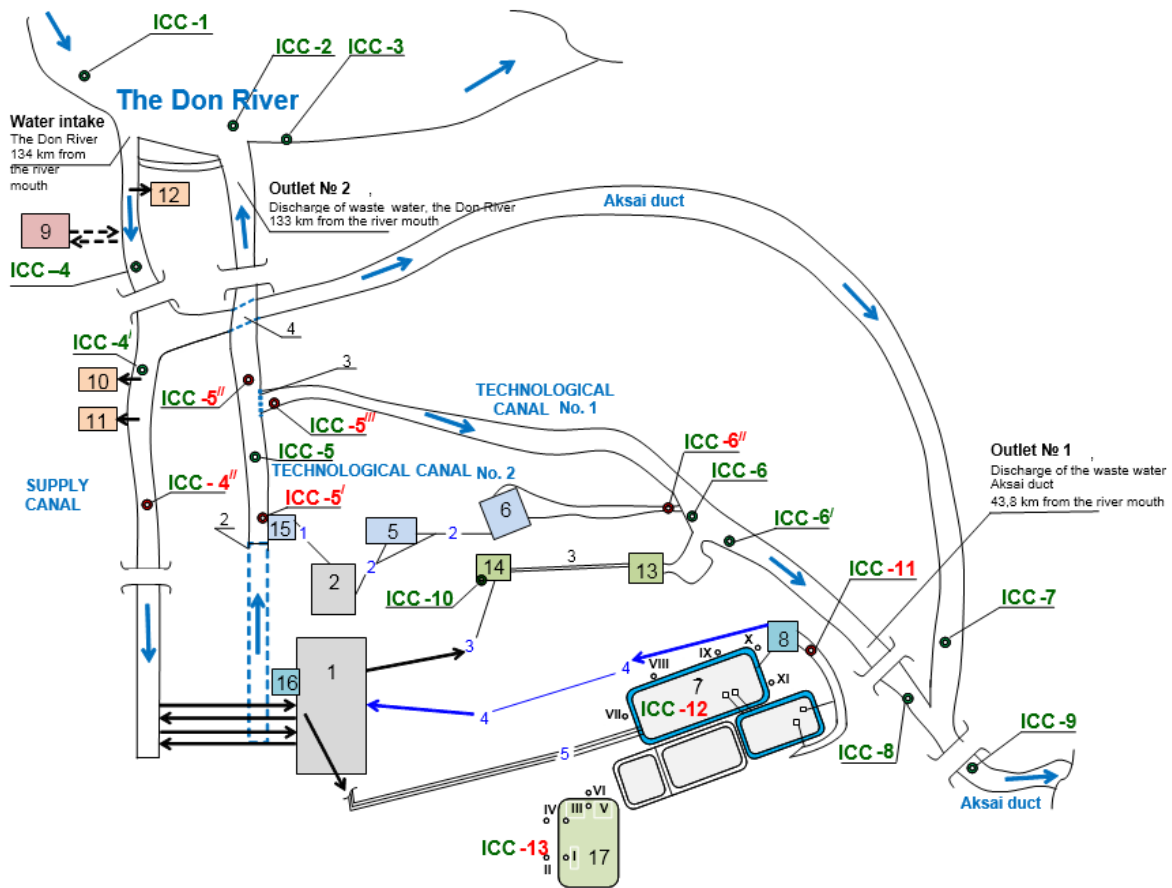 ICC -1
ICC -2
ICC -3
The Don River
Water intake
The Don River
134 km from
the river
mouth
12
Outlet № 2 ,
Discharge of waste water, the Don River
133 km from the river mouth
Aksai duct
9
ICC –4
4
ICC -4/
3
10
ICC -5//
TECHNOLOGICAL
CANAL No. 1
11
ICC -5///
ICC -6//
Outlet № 1 ,
Discharge of the waste water
Aksai duct
43,8 km from the river mouth
ICC -5
ICC -6
TECHNOLOGICAL CANAL No. 2
SUPPLY
CANAL
ICC - 4//
ICC -5/
6
ICC -6/
2
15
1
5
2
3
2
2
14
13
ICC -11
ICC -10
ICC -7
3
8
X
IX
1
4
VIII
XI
16
7
VII
ICC -12
4
ICC -8
ICC -9
5
Aksai duct
VI
IV
III
V
ICC -13
I
17
II